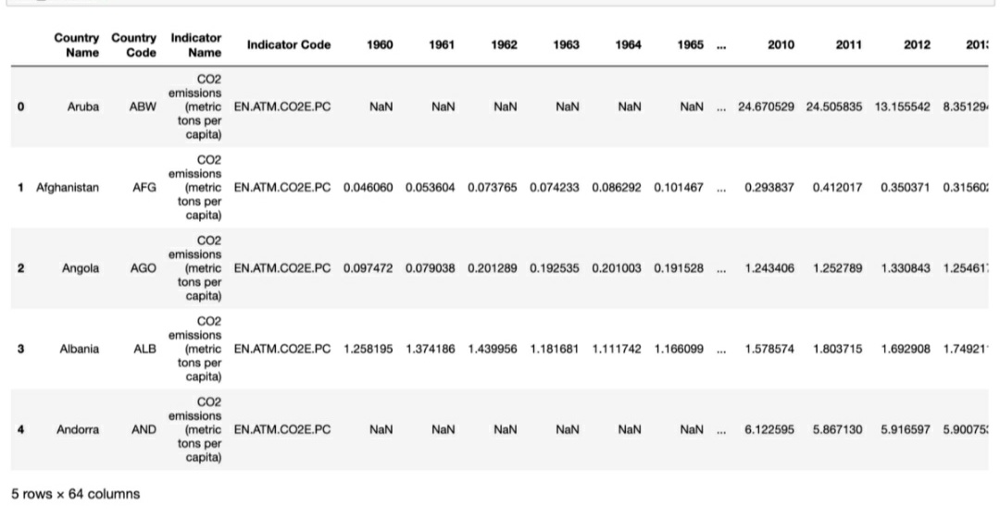 Country Name Country Code Indicator Name Indicator Code 1960 1961 1962 1963 1964 1965 ... 2010 2011 2012
0 Aruba ABW CO2 emissions (metric tons per capita) EN.ATM.CO2E.PC NaN NaN NaN NaN NaN NaN ... 24.670529 24.505835 13.155542 8.35129
1 Afghanistan AFG CO2 emissions (metric tons per capita) EN.ATM.CO2E.PC 0.046060 0.053604 0.073765 0.074233 0.086292 0.101467 ... 0.293837 0.412017 0.350371 0.31560
2 Angola AGO CO2 emissions (metric tons per capita) EN.ATM.CO2E.PC 0.097472 0.079038 0.201289 0.192535 0.201003 0.191528 ... 1.243406 1.252789 1.330843 1.25461
3 Albania ALB CO2 emissions (metric tons per capita) EN.ATM.CO2E.PC 1.258195 1.374186 1.439956 1.181681 1.111742 1.166099 ... 1.578574 1.803715 1.692908 1.74921
4 Andorra AND CO2 emissions (metric tons per capita) EN.ATM.CO2E.PC NaN NaN NaN NaN NaN NaN ... 6.122595 5.867130 5.916597 5.90075
5 rows × 64 columns